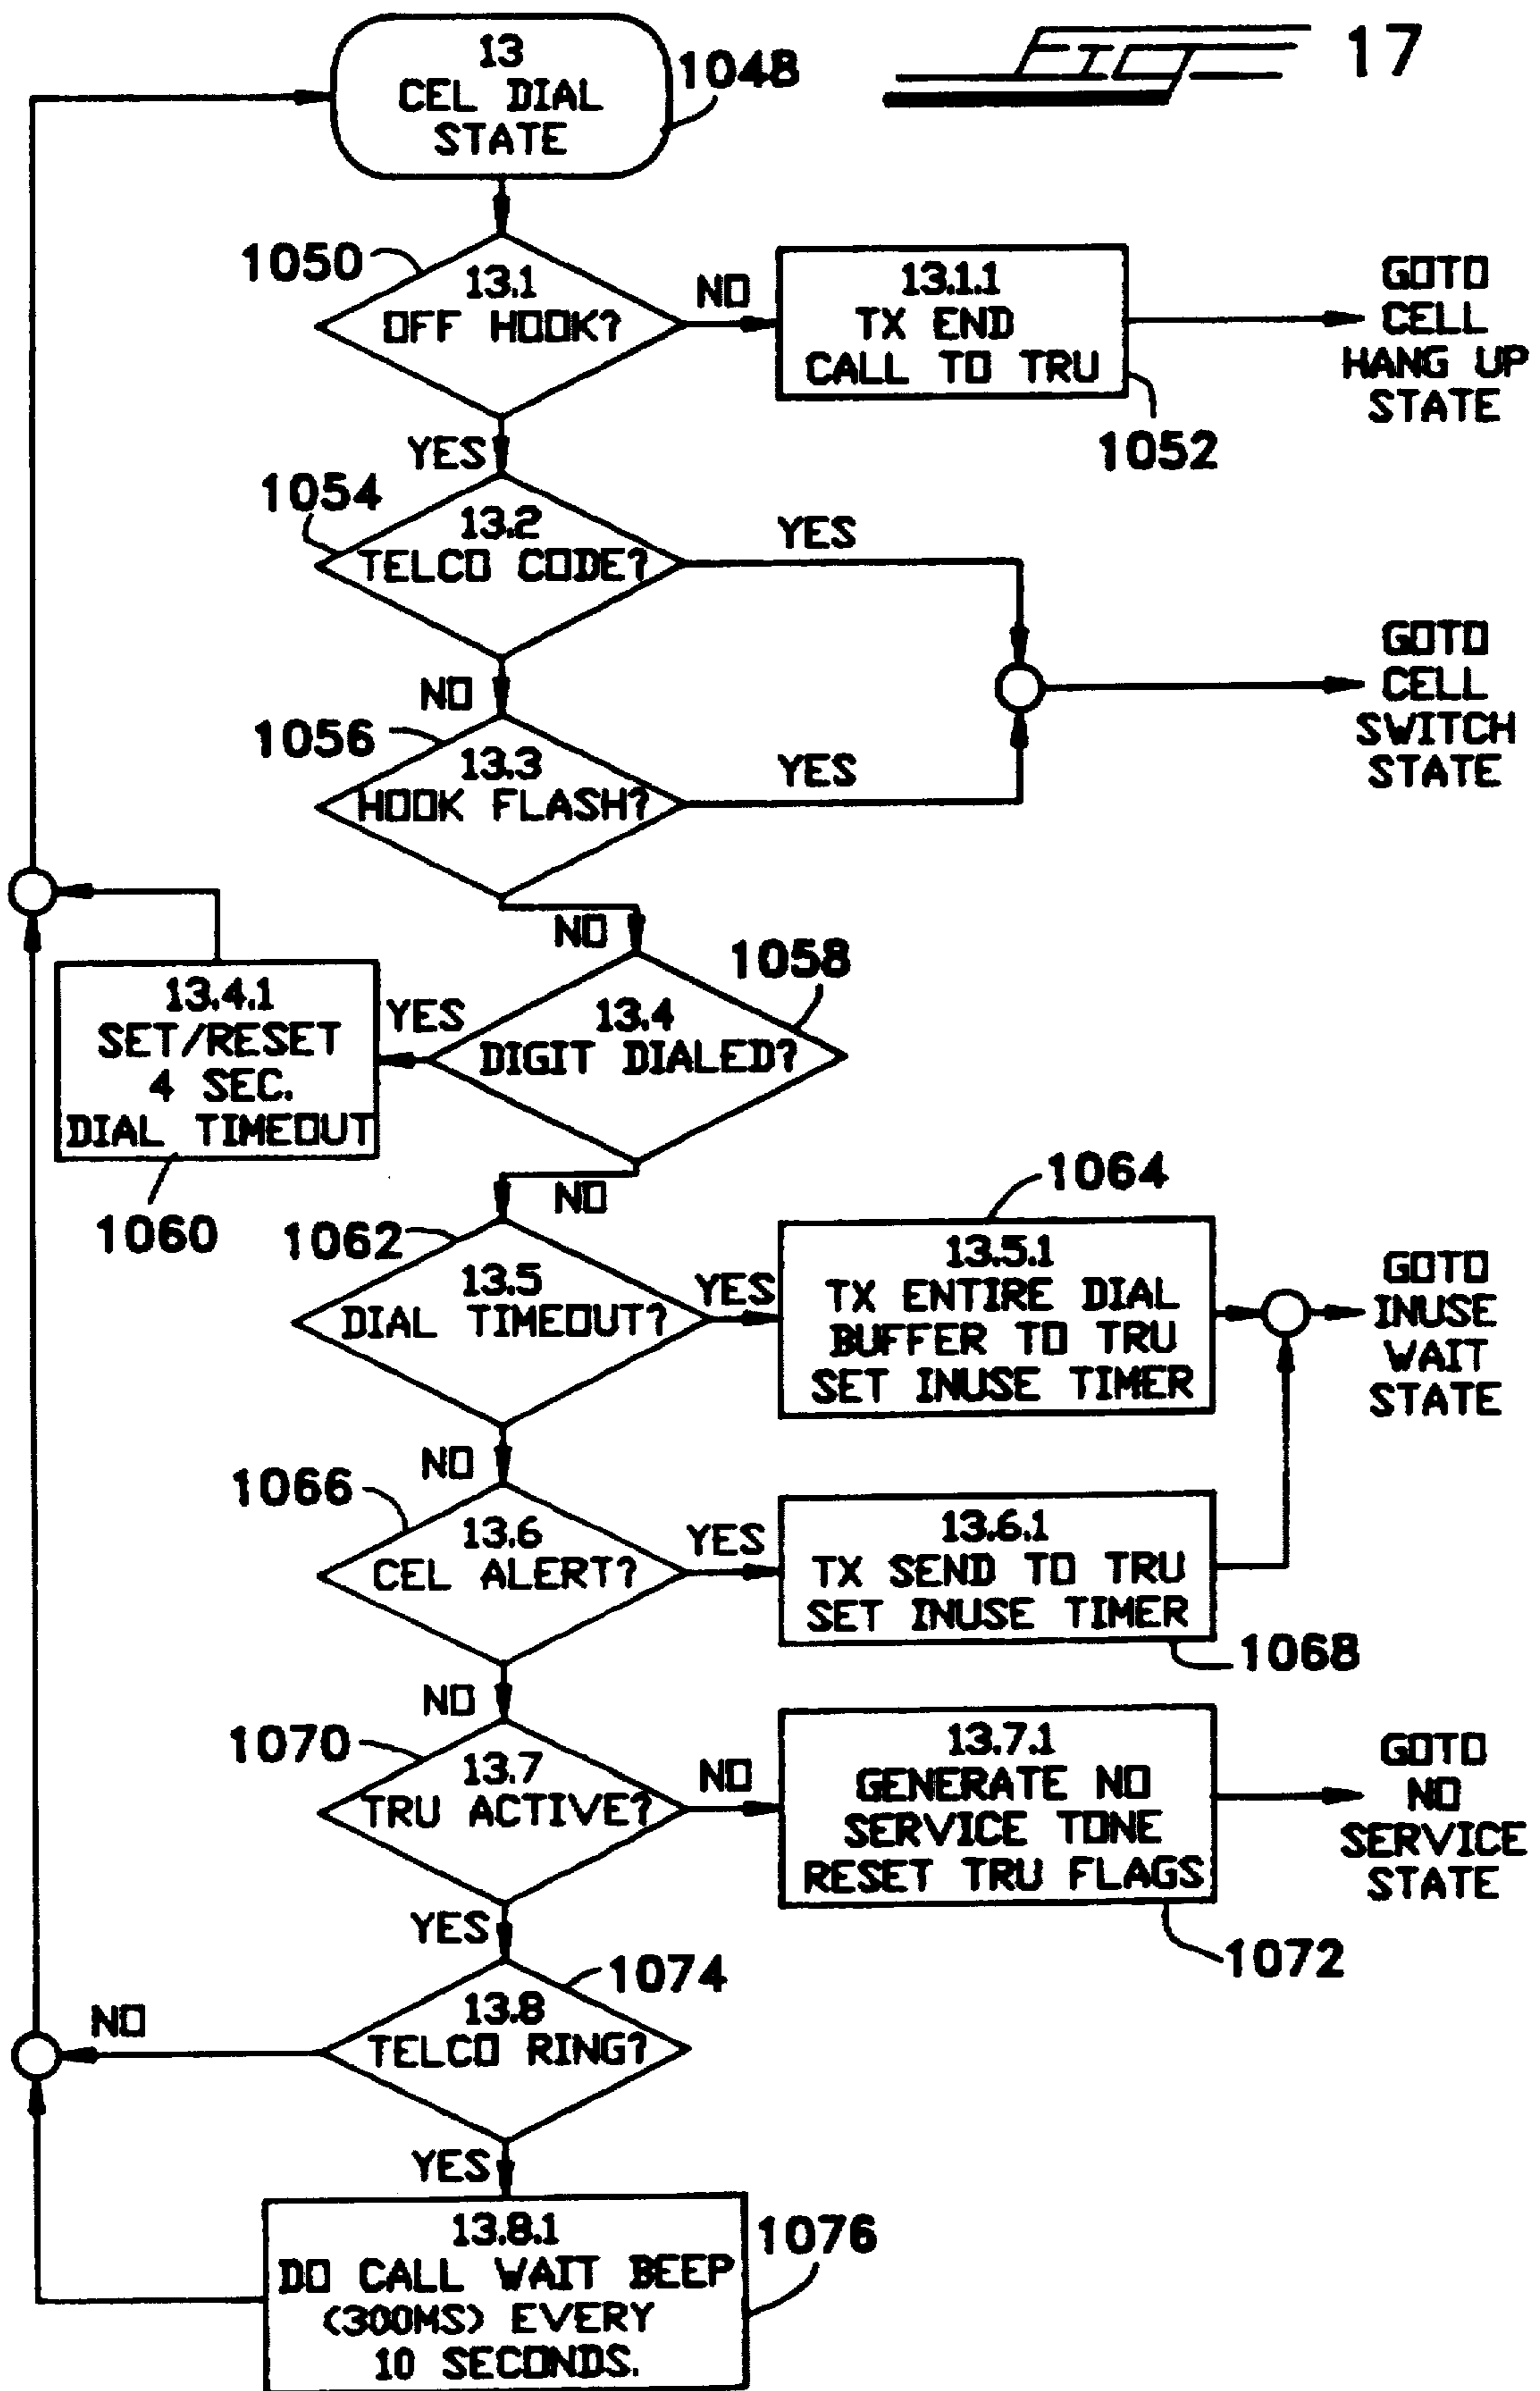 FIG 17
13
CEL DIAL
STATE
1048
1050
13.1
OFF HOOK?
NO
13.1.1
TX END
CALL TO TRU
1052
GOTO
CELL
HANG UP
STATE
YES
1054
13.2
TELCO CODE?
YES
NO
GOTO
CELL
SWITCH
STATE
1056
13.3
HOOK FLASH?
YES
NO
1058
13.4
DIGIT DIALED?
YES
13.4.1
SET/RESET
4 SEC.
DIAL TIMEOUT
1060
NO
1062
13.5
DIAL TIMEOUT?
YES
1064
13.5.1
TX ENTIRE DIAL
BUFFER TO TRU
SET INUSE TIMER
GOTO
INUSE
WAIT
STATE
NO
1066
13.6
CEL ALERT?
YES
13.6.1
TX SEND TO TRU
SET INUSE TIMER
1068
NO
1070
13.7
TRU ACTIVE?
NO
13.7.1
GENERATE NO
SERVICE TONE
RESET TRU FLAGS
1072
GOTO
NO
SERVICE
STATE
YES
1074
13.8
TELCO RING?
NO
YES
13.8.1
DO CALL WAIT BEEP
(300MS) EVERY
10 SECONDS.
1076